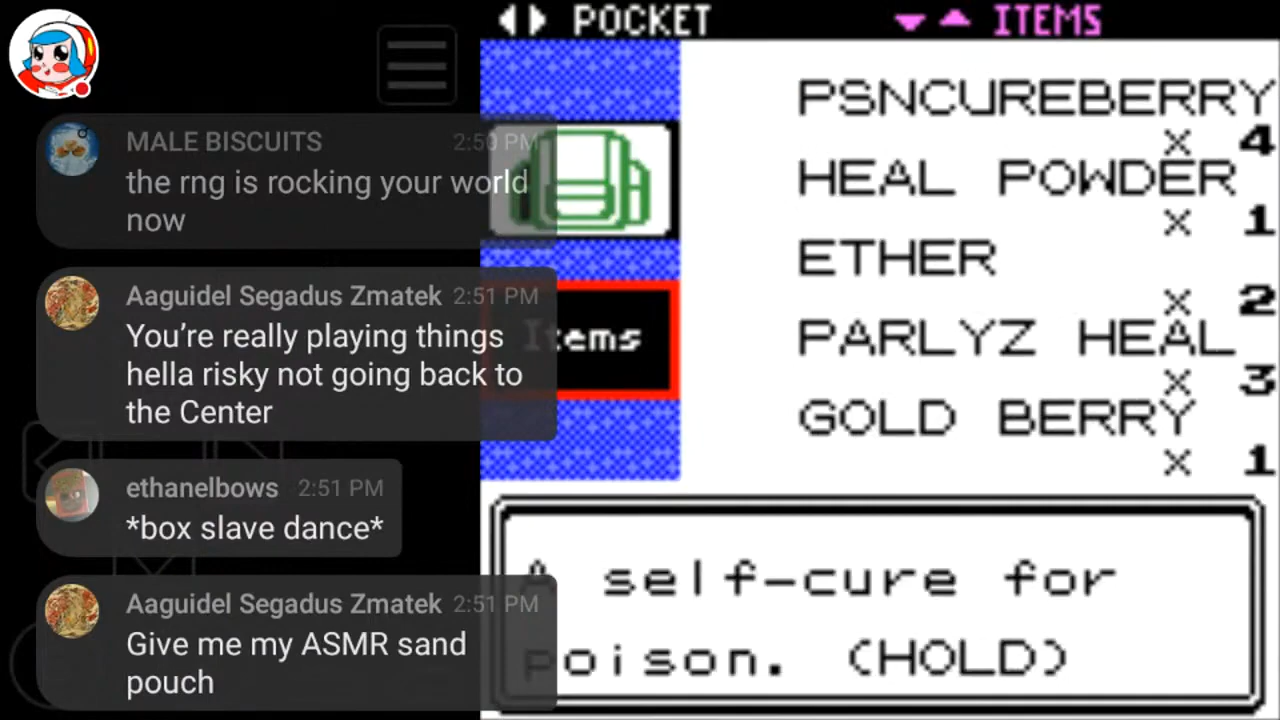 POCKET
ITEMS
MALE BISCUITS 2:50 PM
the rng is rocking your world
now
Aaguidel Segadus Zmatek 2:51 PM
You’re really playing things
hella risky not going back to
the Center
ethanelbows 2:51 PM
*box slave dance*
Aaguidel Segadus Zmatek 2:51 PM
Give me my ASMR sand
pouch
Items
PSNCUREBERRY
× 4
HEAL POWDER
× 1
ETHER
× 2
PARLYZ HEAL
× 3
GOLD BERRY
× 1
A self-cure for
poison. (HOLD)